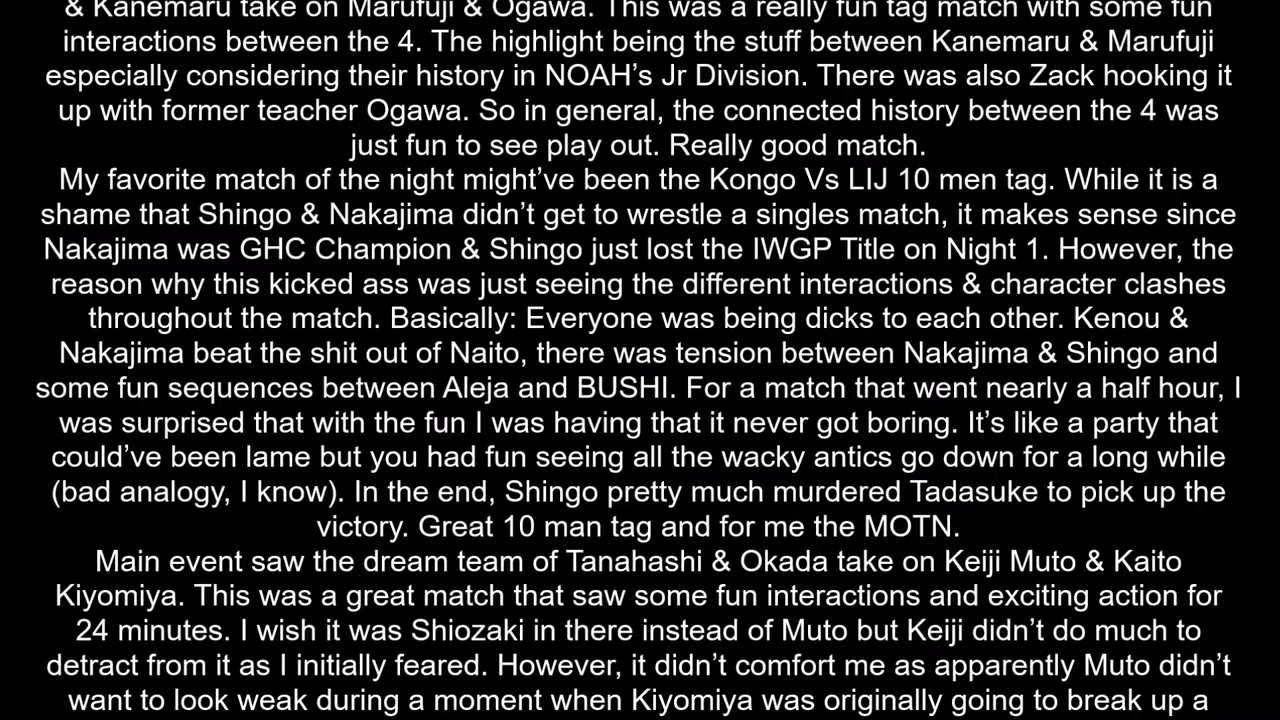 & Kanemaru take on Marufuji & Ogawa. This was a really fun tag match with some fun
interactions between the 4. The highlight being the stuff between Kanemaru & Marufuji
especially considering their history in NOAH’s Jr Division. There was also Zack hooking it
up with former teacher Ogawa. So in general, the connected history between the 4 was
just fun to see play out. Really good match.
My favorite match of the night might’ve been the Kongo Vs LIJ 10 men tag. While it is a
shame that Shingo & Nakajima didn’t get to wrestle a singles match, it makes sense since
Nakajima was GHC Champion & Shingo just lost the IWGP Title on Night 1. However, the
reason why this kicked ass was just seeing the different interactions & character clashes
throughout the match. Basically: Everyone was being dicks to each other. Kenou &
Nakajima beat the shit out of Naito, there was tension between Nakajima & Shingo and
some fun sequences between Aleja and BUSHI. For a match that went nearly a half hour, I
was surprised that with the fun I was having that it never got boring. It’s like a party that
could’ve been lame but you had fun seeing all the wacky antics go down for a long while
(bad analogy, I know). In the end, Shingo pretty much murdered Tadasuke to pick up the
victory. Great 10 man tag and for me the MOTN.
Main event saw the dream team of Tanahashi & Okada take on Keiji Muto & Kaito
Kiyomiya. This was a great match that saw some fun interactions and exciting action for
24 minutes. I wish it was Shiozaki in there instead of Muto but Keiji didn’t do much to
detract from it as I initially feared. However, it didn’t comfort me as apparently Muto didn’t
want to look weak during a moment when Kiyomiya was originally going to break up a